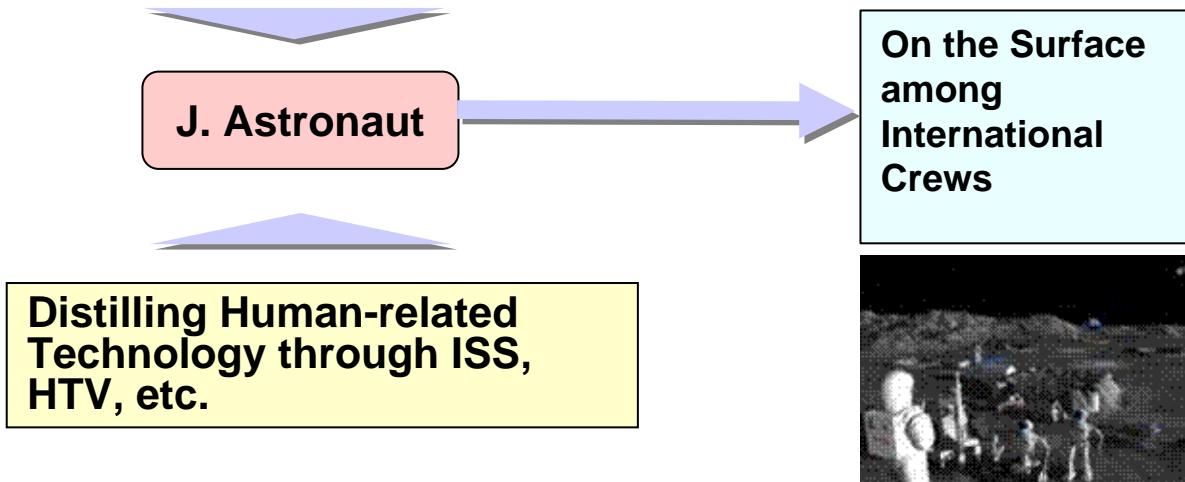 J. Astronaut
On the Surface
among
International
Crews
Distilling Human-related
Technology through ISS,
HTV, etc.